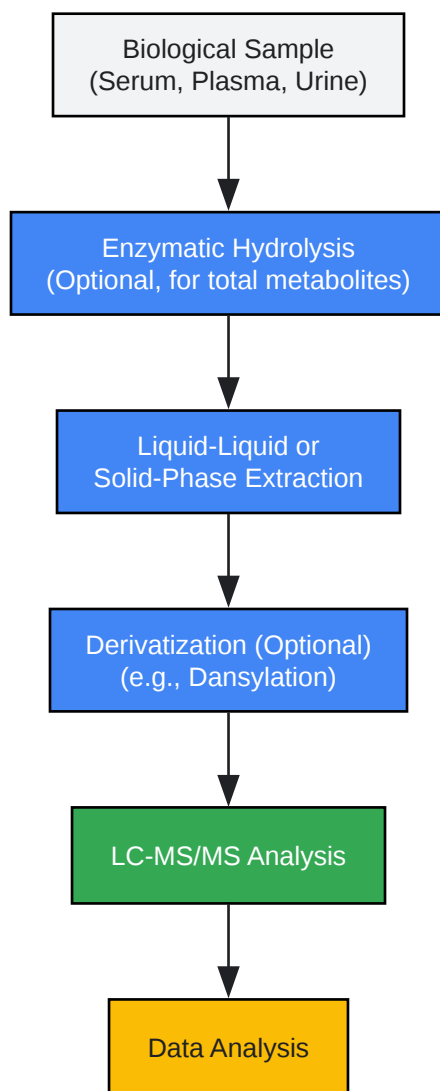 Biological Sample
(Serum, Plasma, Urine)
Enzymatic Hydrolysis
(Optional, for total metabolites)
Liquid-Liquid or
Solid-Phase Extraction
Derivatization (Optional)
(e.g., Dansylation)
LC-MS/MS Analysis
Data Analysis